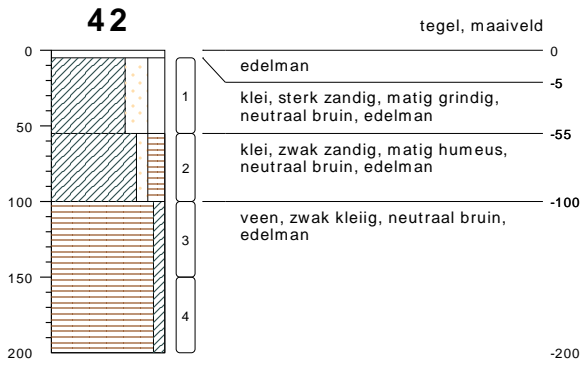 42
tegel, maaiveld
0
0
edelman
-5
1
klei, sterk zandig, matig grindig,
neutraal bruin, edelman
50
-55
klei, zwak zandig, matig humeus,
2
neutraal bruin, edelman
100
-100
veen, zwak kleiig, neutraal bruin,
edelman
3
150
4
200
-200